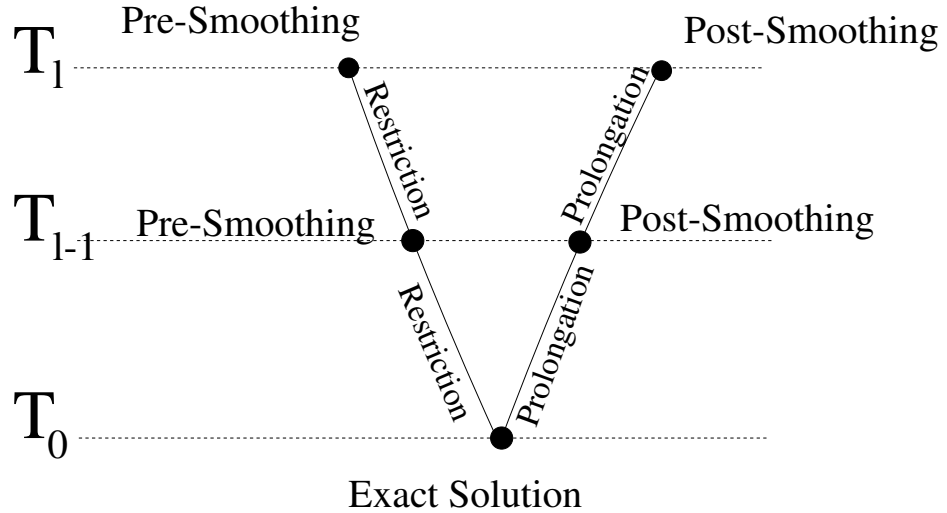 Pre-Smoothing
Post-Smoothing
T_l
Restriction
Prolongation
T_l-1
Pre-Smoothing
Post-Smoothing
Restriction
Prolongation
T_0
Exact Solution